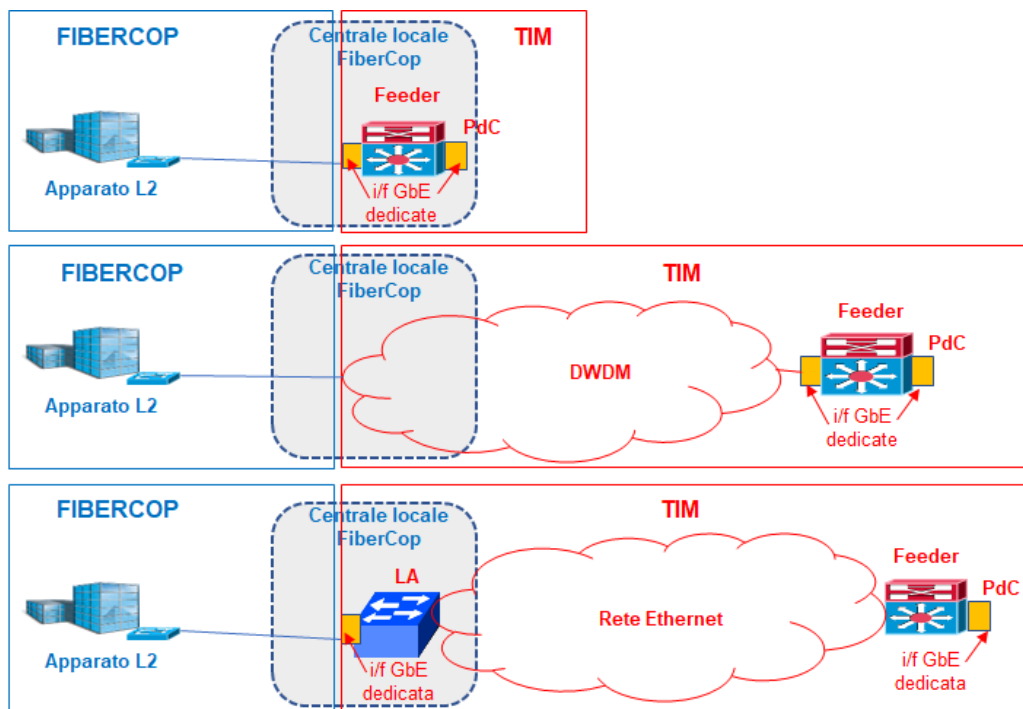 FIBERCOP
Centrale locale
FiberCop
TIM
Feeder
PdC
Apparato L2
i/f GbE
dedicate
FIBERCOP
Centrale locale
FiberCop
TIM
Feeder
PdC
DWDM
Apparato L2
i/f GbE
dedicate
FIBERCOP
Centrale locale
FiberCop
TIM
Feeder
LA
PdC
Rete Ethernet
Apparato L2
i/f GbE
dedicata
i/f GbE
dedicata